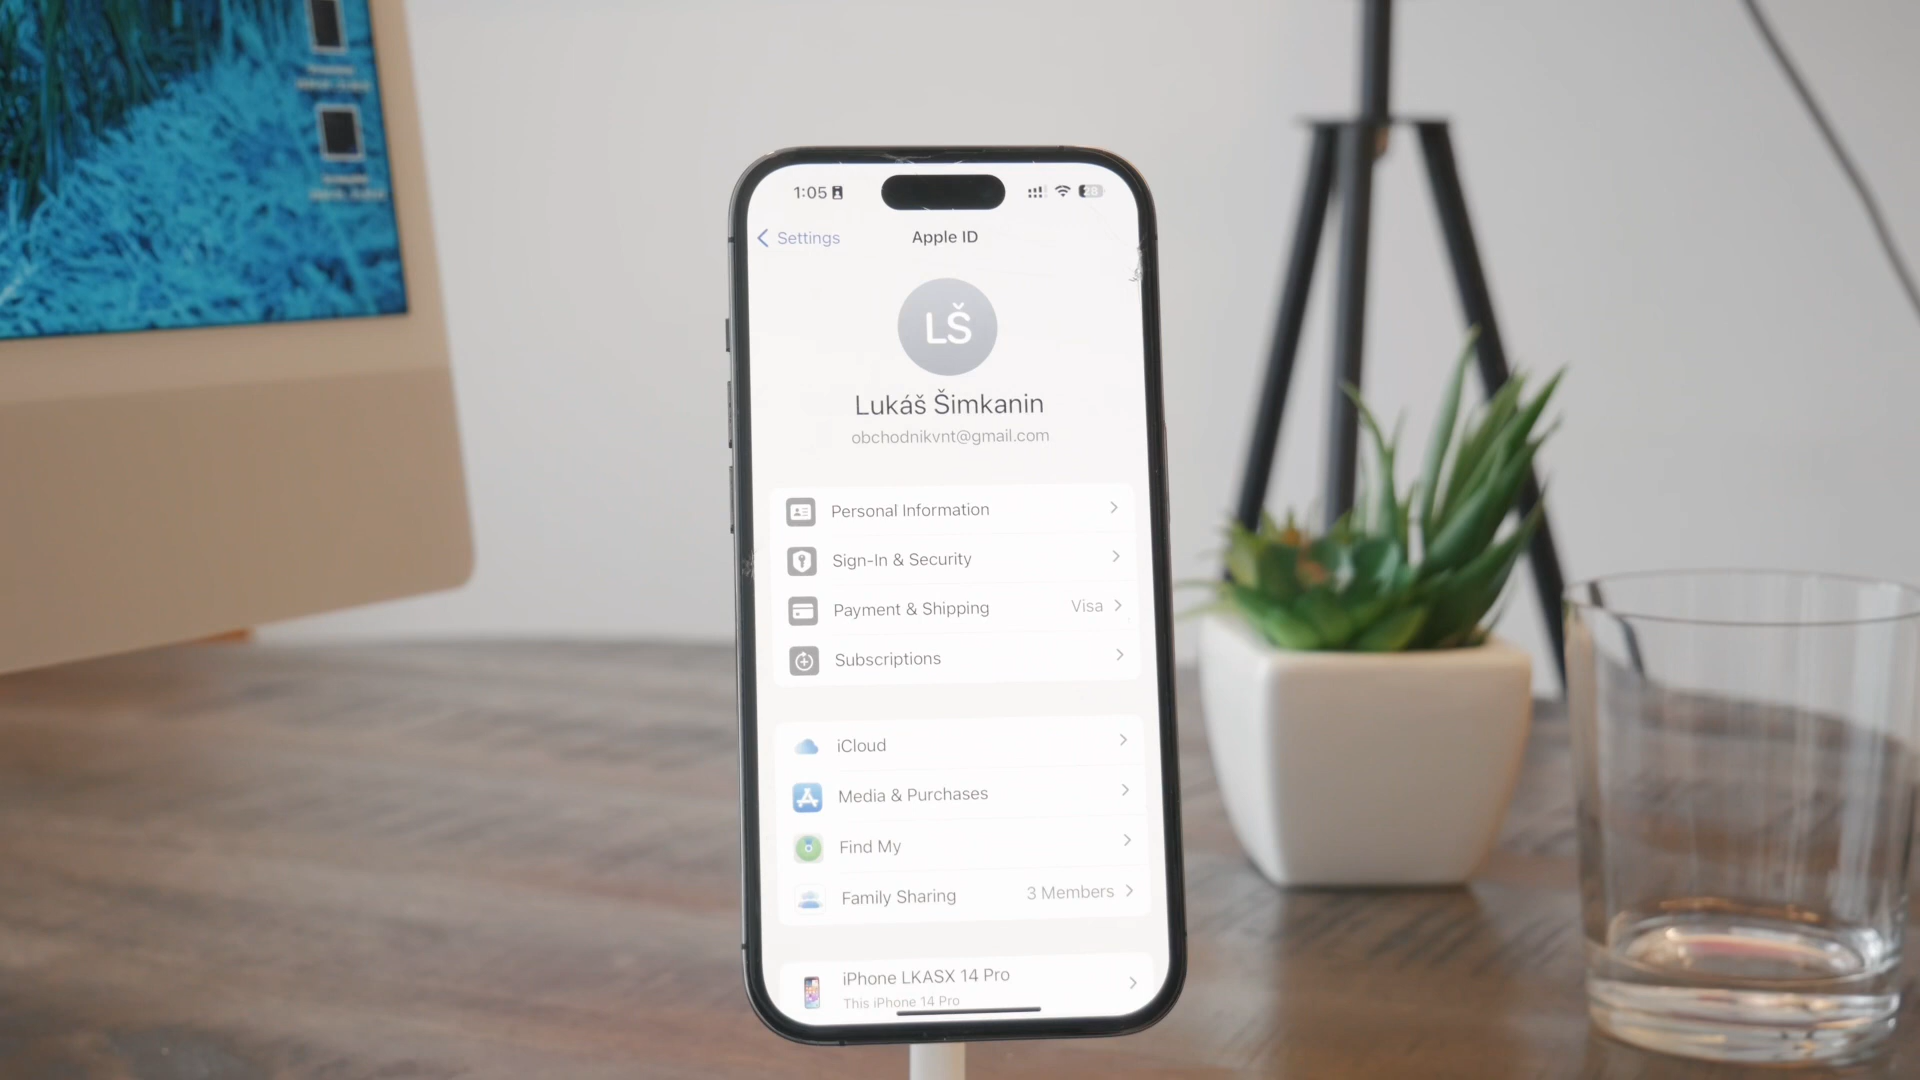 1:05
28
Settings
Apple ID
LŠ
Lukáš Šimkanin
obchodnikvnt@gmail.com
Personal Information
Sign-In & Security
Payment & Shipping Visa
Subscriptions
iCloud
Media & Purchases
Find My
Family Sharing 3 Members
iPhone LKASX 14 Pro
This iPhone 14 Pro